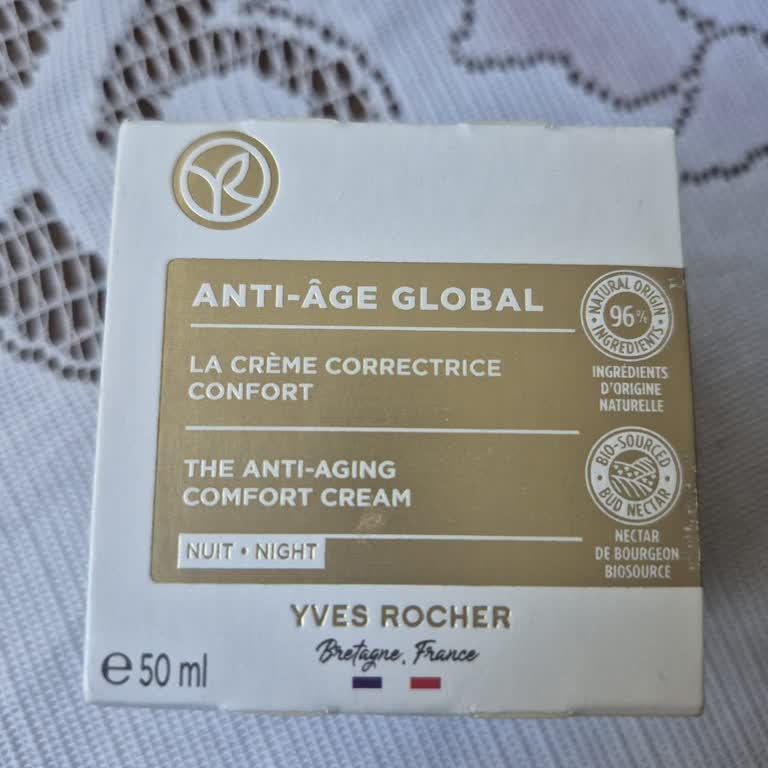 ANTI-ÂGE GLOBAL
LA CRÈME CORRECTRICE
CONFORT
THE ANTI-AGING
COMFORT CREAM
NUIT • NIGHT
NATURAL ORIGIN
96%
INGREDIENTS
INGRÉDIENTS
D'ORIGINE
NATURELLE
BIO-SOURCED
BUD NECTAR
NECTAR
DE BOURGEON
BIOSOURCE
YVES ROCHER
Bretagne, France
e 50 ml